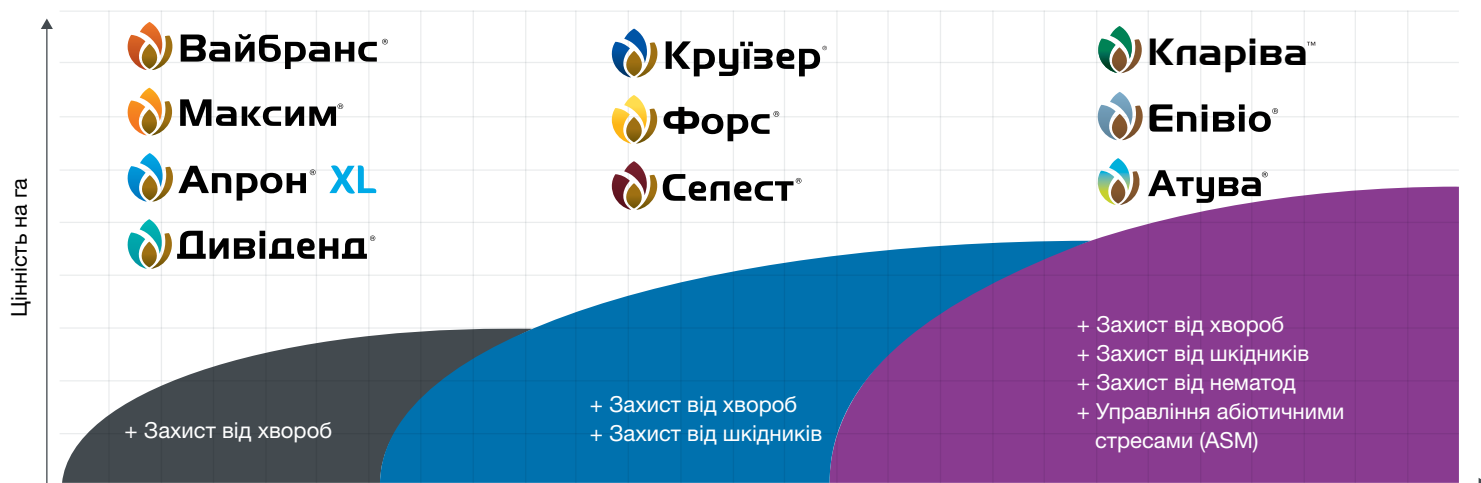 Цінність на га
Вайбранс®
Максим®
Апрон® XL
Дивіденд®
+ Захист від хвороб
Круїзер®
Форс®
Селест®
+ Захист від хвороб
+ Захист від шкідників
Кларіва™
Епівіо®
Атува®
+ Захист від хвороб
+ Захист від шкідників
+ Захист від нематод
+ Управління абіотичними
стресами (ASM)